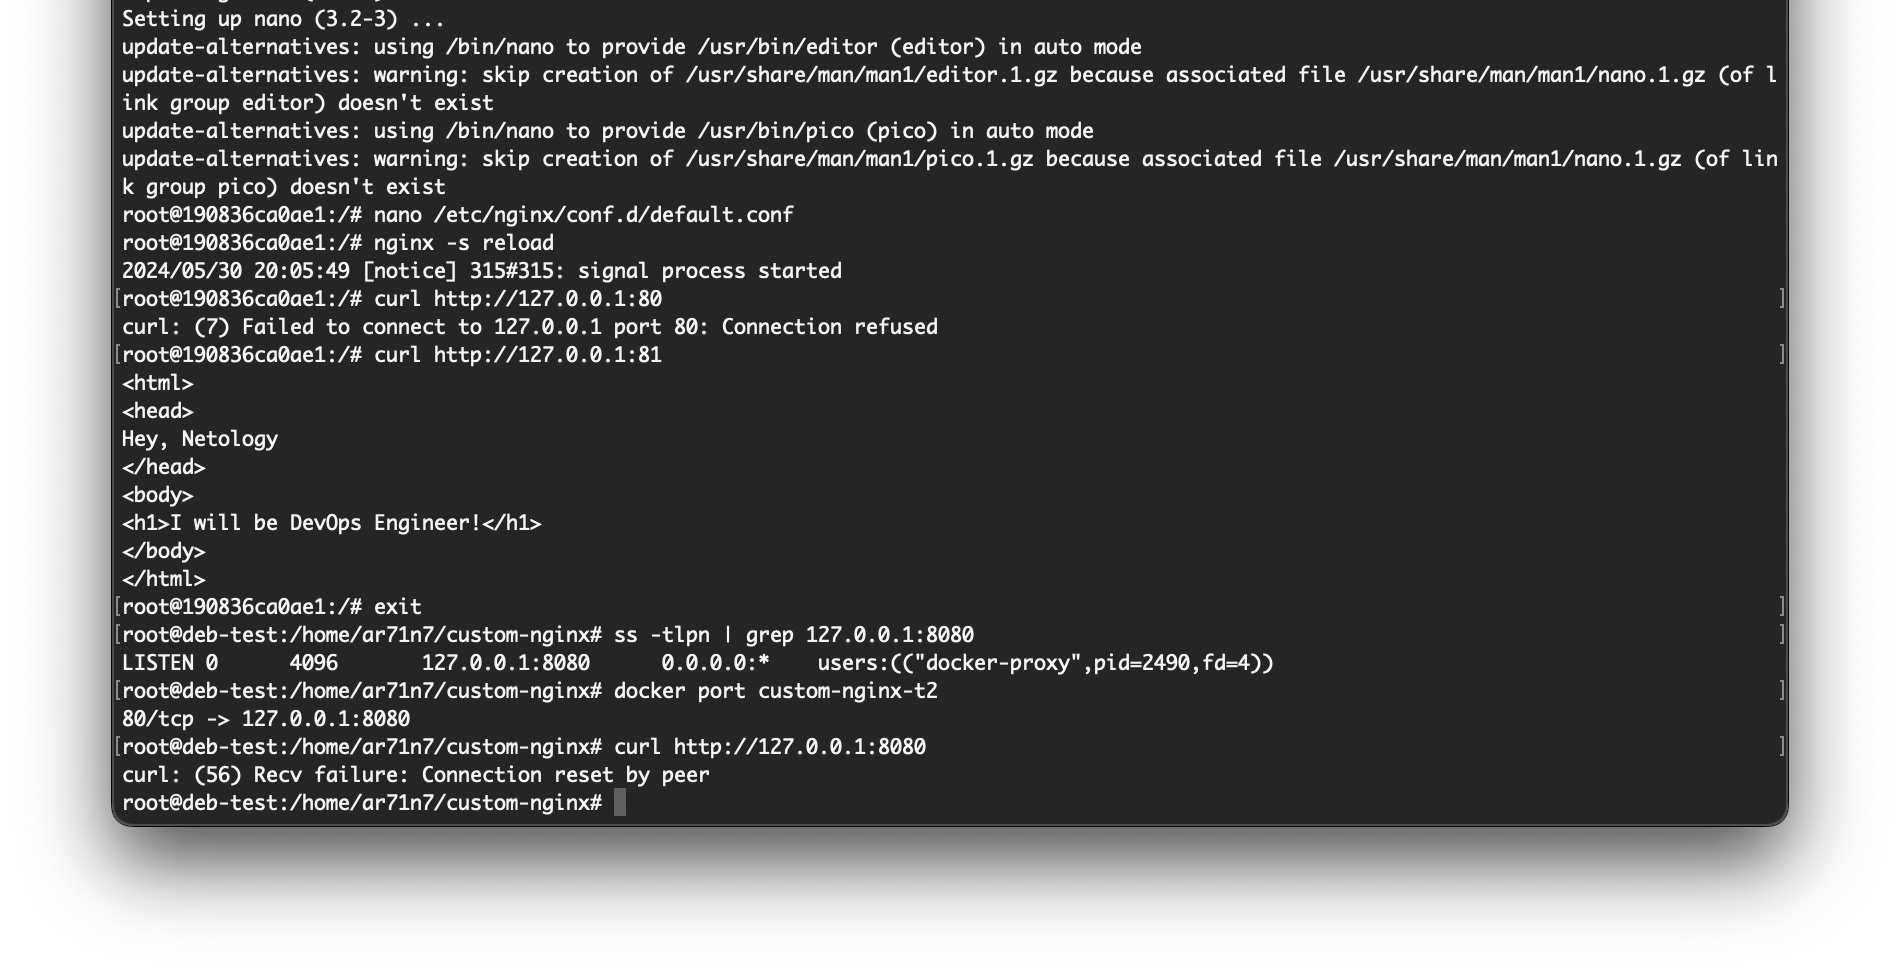 Setting up nano (3.2-3) ...
update-alternatives: using /bin/nano to provide /usr/bin/editor (editor) in auto mode
update-alternatives: warning: skip creation of /usr/share/man/man1/editor.1.gz because associated file /usr/share/man/man1/nano.1.gz (of l
ink group editor) doesn't exist
update-alternatives: using /bin/nano to provide /usr/bin/pico (pico) in auto mode
update-alternatives: warning: skip creation of /usr/share/man/man1/pico.1.gz because associated file /usr/share/man/man1/nano.1.gz (of lin
k group pico) doesn't exist
root@190836ca0ae1:/# nano /etc/nginx/conf.d/default.conf
root@190836ca0ae1:/# nginx -s reload
2024/05/30 20:05:49 [notice] 315#315: signal process started
[root@190836ca0ae1:/# curl http://127.0.0.1:80 ]
curl: (7) Failed to connect to 127.0.0.1 port 80: Connection refused
[root@190836ca0ae1:/# curl http://127.0.0.1:81 ]
<html>
<head>
Hey, Netology
</head>
<body>
<h1>I will be DevOps Engineer!</h1>
</body>
</html>
[root@190836ca0ae1:/# exit ]
[root@deb-test:/home/ar71n7/custom-nginx# ss -tlpn | grep 127.0.0.1:8080 ]
LISTEN 0      4096       127.0.0.1:8080      0.0.0.0:*    users:(("docker-proxy",pid=2490,fd=4))
[root@deb-test:/home/ar71n7/custom-nginx# docker port custom-nginx-t2 ]
80/tcp -> 127.0.0.1:8080
[root@deb-test:/home/ar71n7/custom-nginx# curl http://127.0.0.1:8080 ]
curl: (56) Recv failure: Connection reset by peer
root@deb-test:/home/ar71n7/custom-nginx#